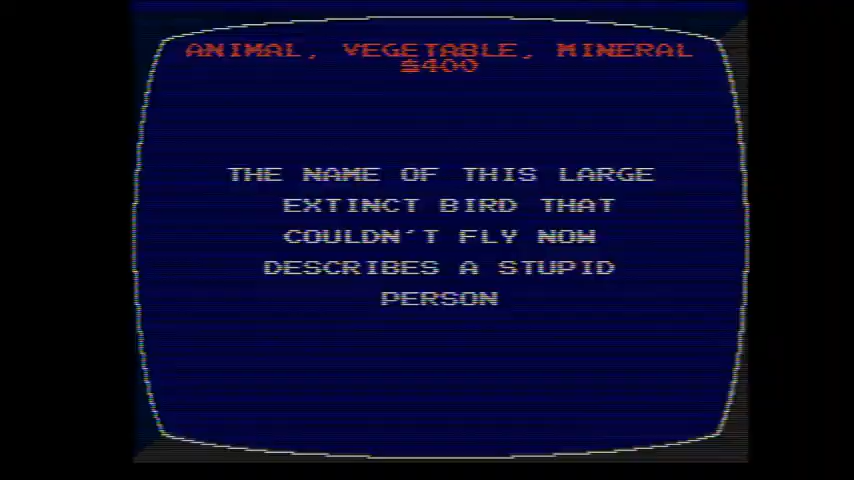 ANIMAL, VEGETABLE, MINERAL
$400
THE NAME OF THIS LARGE
EXTINCT BIRD THAT
COULDN'T FLY NOW
DESCRIBES A STUPID
PERSON